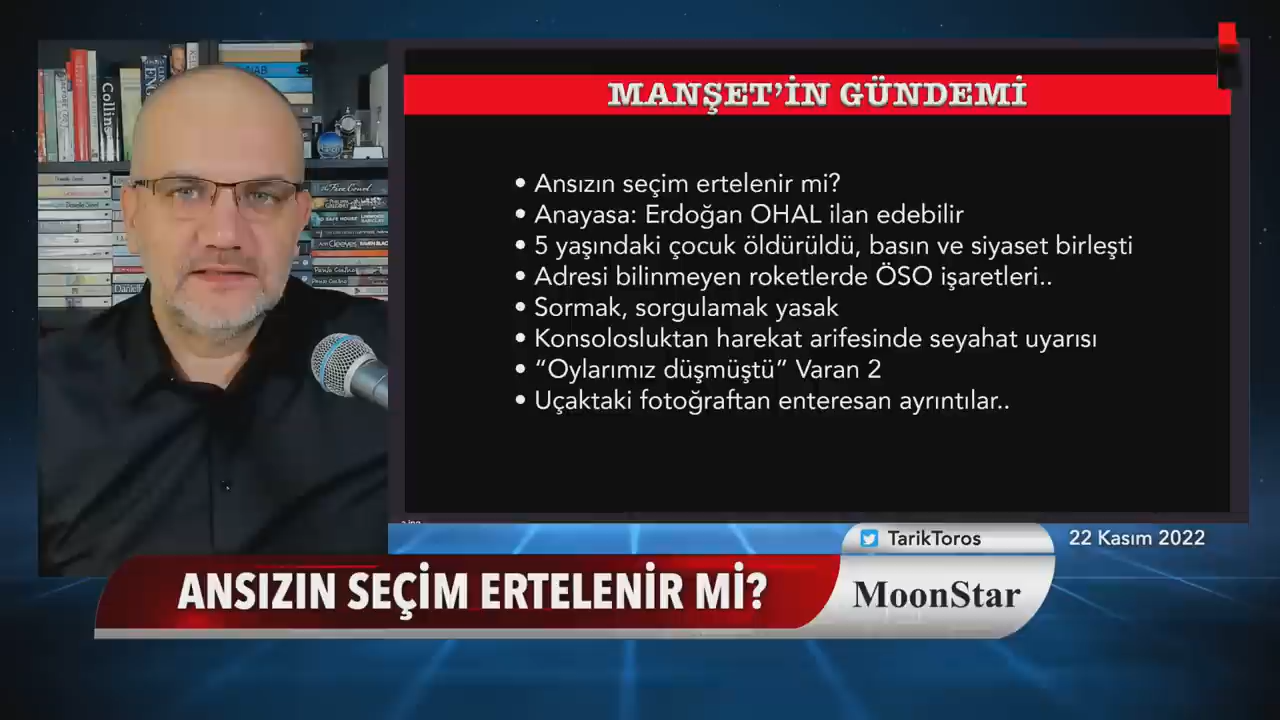 MANŞET'İN GÜNDEMİ
• Ansızın seçim ertelenir mi?
• Anayasa: Erdoğan OHAL ilan edebilir
• 5 yaşındaki çocuk öldürüldü, basın ve siyaset birleşti
• Adresi bilinmeyen roketlerde ÖSO işaretleri..
• Sormak, sorgulamak yasak
• Konsolosluktan harekat arifesinde seyahat uyarısı
• “Oylarımız düşmüştü” Varan 2
• Uçaktaki fotoğraftan enteresan ayrıntılar..
Collins
TarikToros
22 Kasım 2022
ANSIZIN SEÇİM ERTELENİR Mİ?
MoonStar